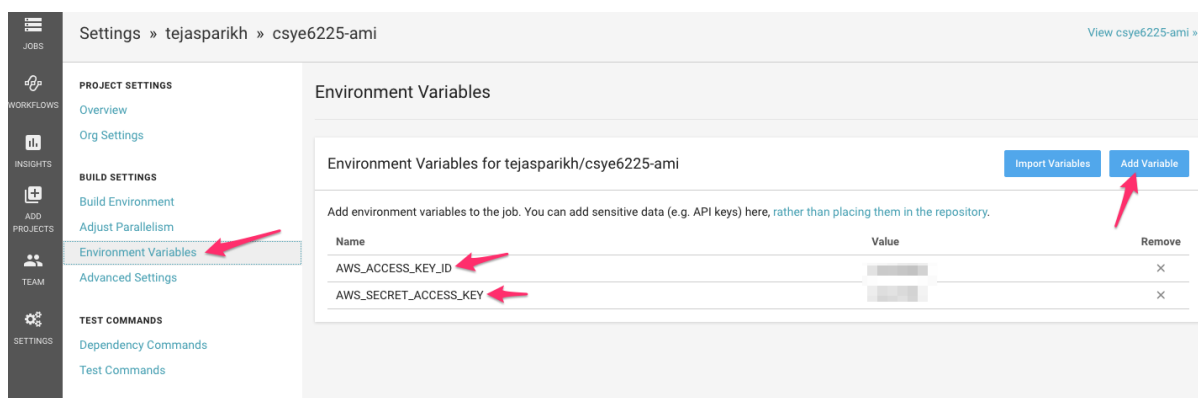 JOBS
WORKFLOWS
INSIGHTS
ADD
PROJECTS
TEAM
SETTINGS
Settings » tejasparikh » csye6225-ami
View csye6225-ami »
PROJECT SETTINGS
Overview
Org Settings
BUILD SETTINGS
Build Environment
Adjust Parallelism
Environment Variables
Advanced Settings
TEST COMMANDS
Dependency Commands
Test Commands
Environment Variables
Environment Variables for tejasparikh/csye6225-ami
Import Variables
Add Variable
Add environment variables to the job. You can add sensitive data (e.g. API keys) here, rather than placing them in the repository.
Name Value Remove
AWS_ACCESS_KEY_ID ×
AWS_SECRET_ACCESS_KEY ×